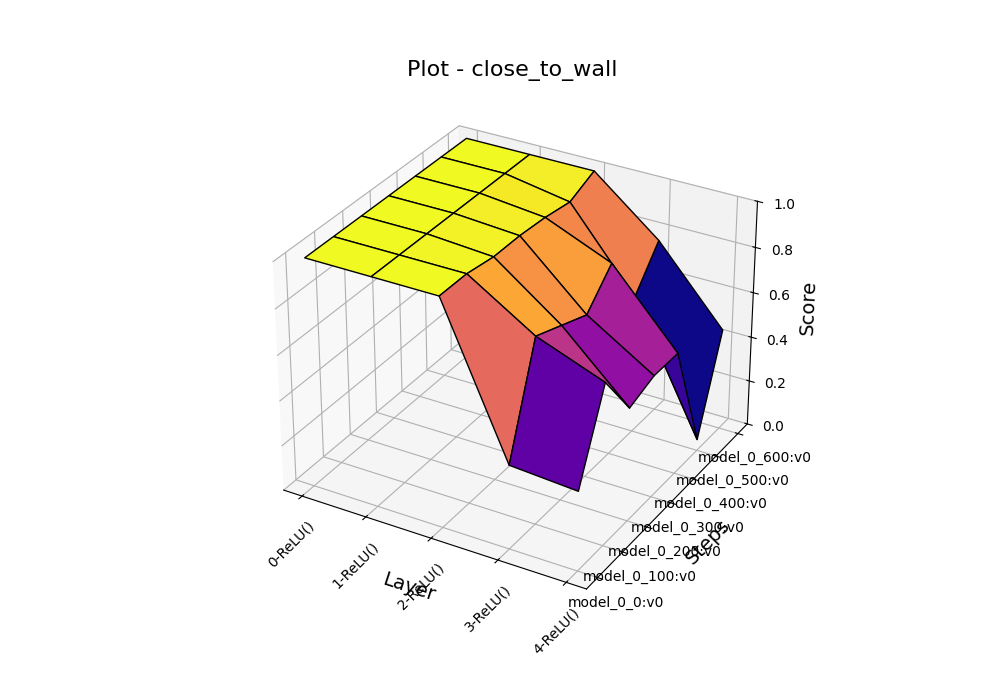 Plot - close_to_wall
1.0
0.8
0.6
0.4
0.2
0.0
Score
model_0_600:v0
model_0_500:v0
model_0_400:v0
model_0_300:v0
model_0_200:v0
model_0_100:v0
model_0_0:v0
Steps
0-ReLU()
1-ReLU()
2-ReLU()
3-ReLU()
4-ReLU()
Layer